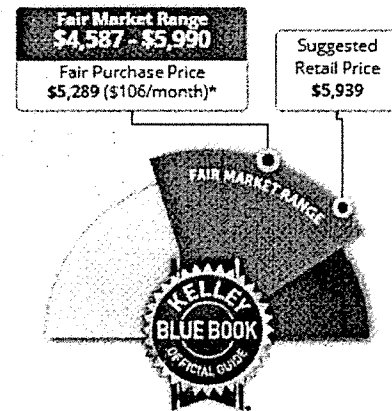 Fair Market Range
$4,587 - $5,990
Fair Purchase Price
$5,289 ($106/month)*
Suggested
Retail Price
$5,939
FAIR MARKET RANGE
KELLEY
BLUE BOOK
OFFICIAL GUIDE